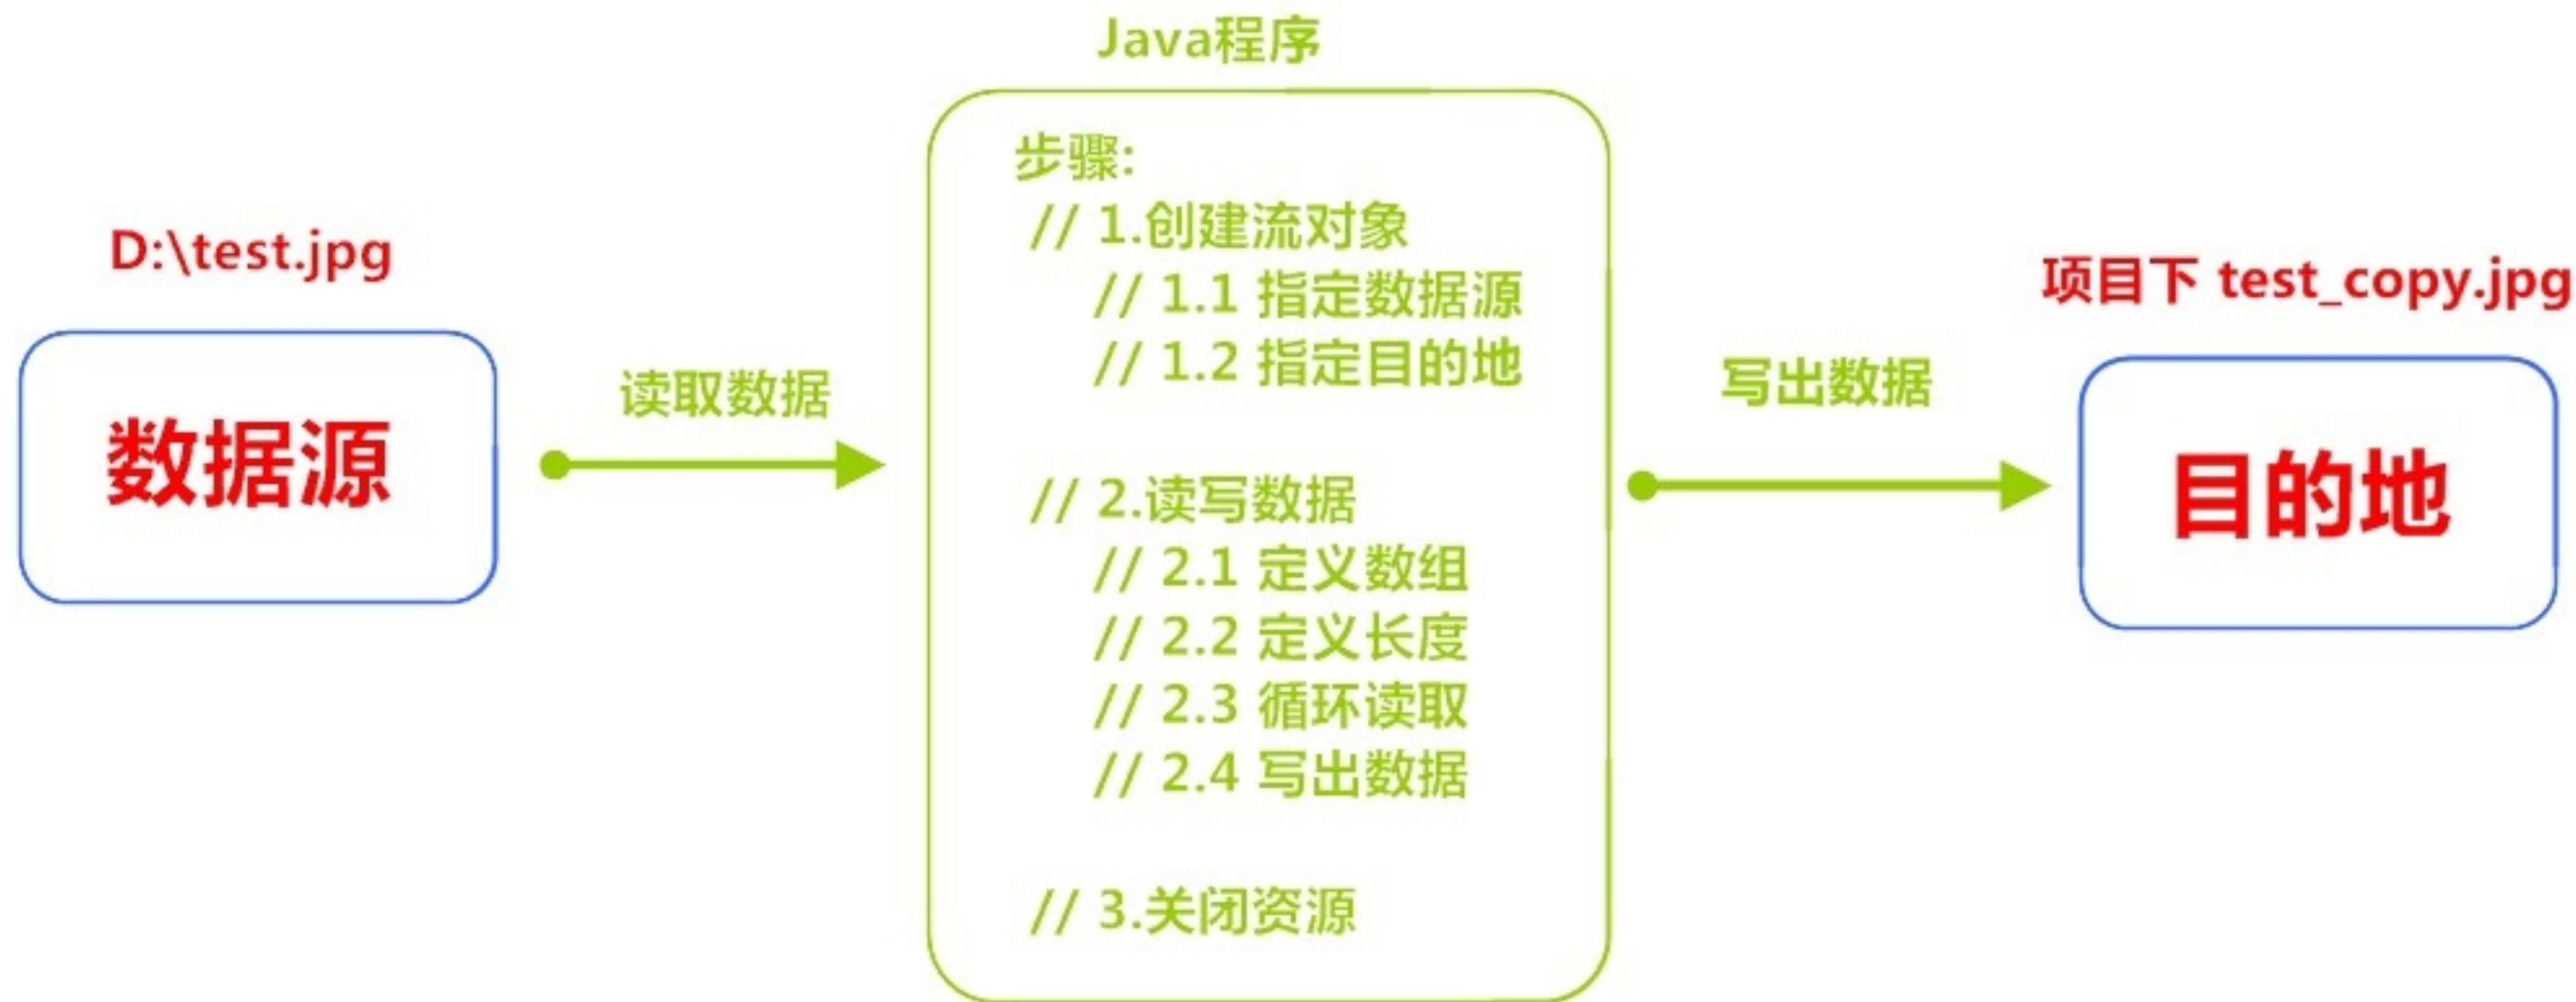 Java程序
D:\test.jpg
数据源
读取数据
步骤:
// 1.创建流对象
// 1.1 指定数据源
// 1.2 指定目的地
// 2.读写数据
// 2.1 定义数组
// 2.2 定义长度
// 2.3 循环读取
// 2.4 写出数据
// 3.关闭资源
写出数据
项目下 test_copy.jpg
目的地